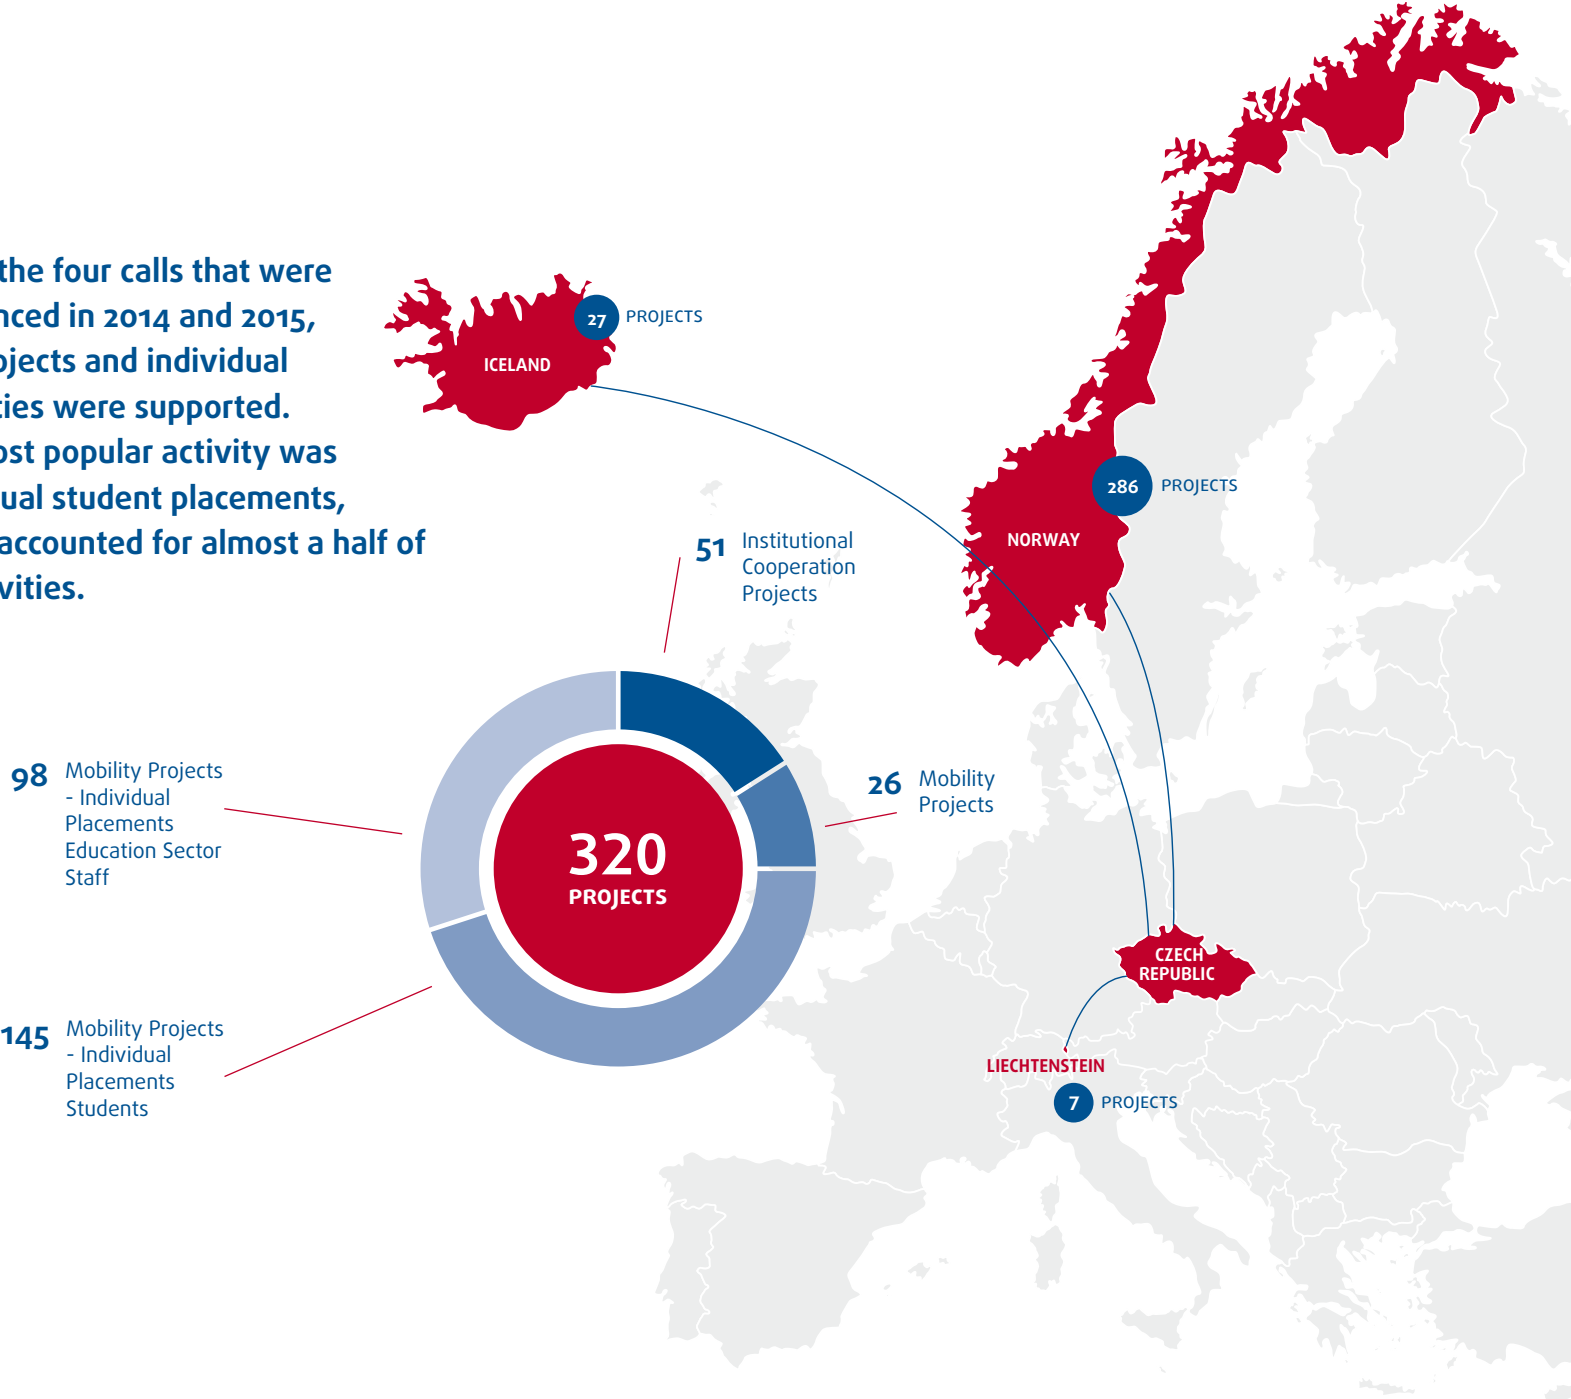 the four calls that were
nced in 2014 and 2015,
ojects and individual
ties were supported.
ost popular activity was
ual student placements,
accounted for almost a half of
vities.
ICELAND
27 PROJECTS
NORWAY
286 PROJECTS
51 Institutional
Cooperation
Projects
98 Mobility Projects
- Individual
Placements
Education Sector
Staff
26 Mobility
Projects
320
PROJECTS
145 Mobility Projects
- Individual
Placements
Students
CZECH
REPUBLIC
LIECHTENSTEIN
7 PROJECTS